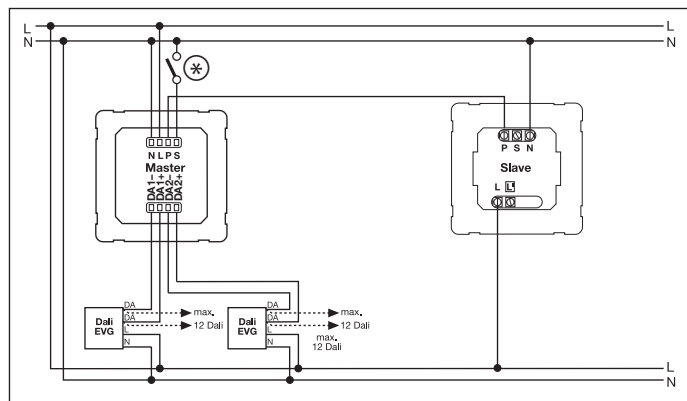 L
N
L
N
*
N L P S
Master
DA1-
DA1+
DA2-
DA2+
P S N
Slave
L
Dali
EVG
DA
DA
L
N
max.
12 Dali
Dali
EVG
DA
DA
L
N
max.
12 Dali
max.
12 Dali
L
N